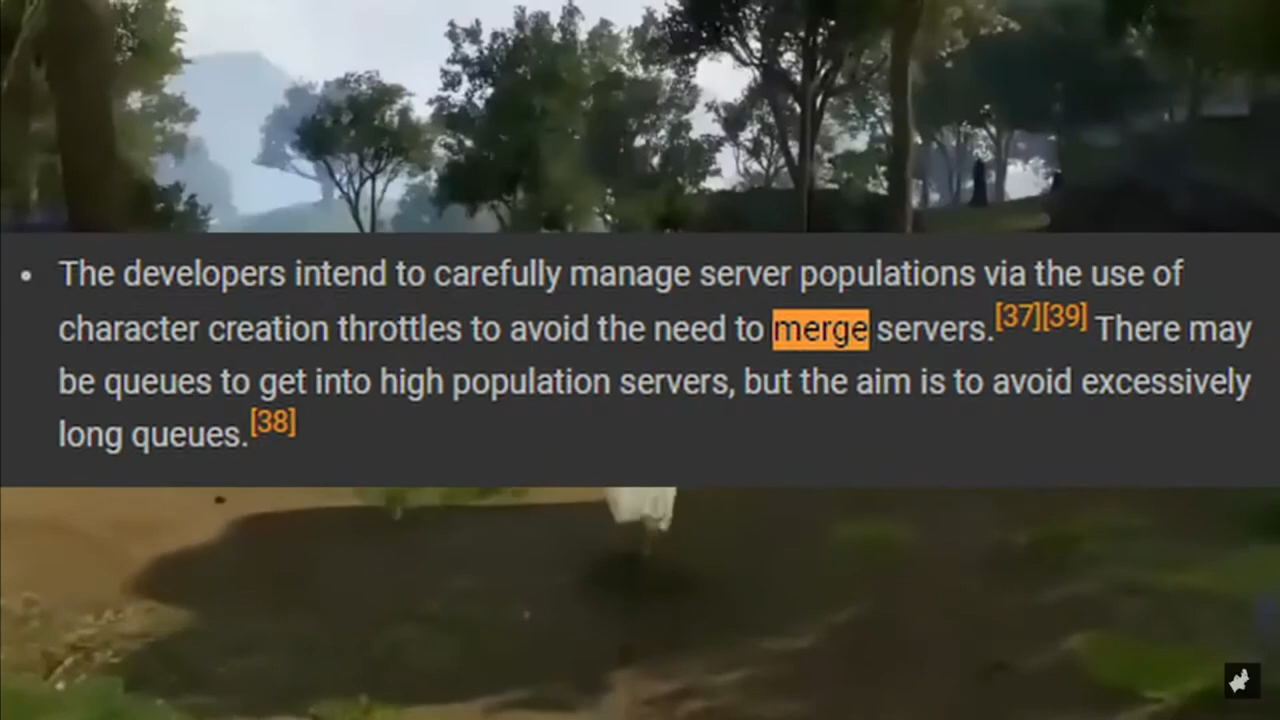 • The developers intend to carefully manage server populations via the use of
character creation throttles to avoid the need to merge servers.[37][39] There may
be queues to get into high population servers, but the aim is to avoid excessively
long queues.[38]